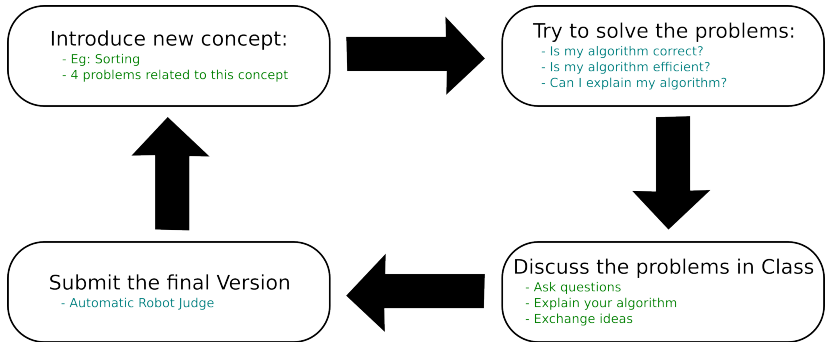 Introduce new concept:
- Eg: Sorting
- 4 problems related to this concept
Try to solve the problems:
- Is my algorithm correct?
- Is my algorithm efficient?
- Can I explain my algorithm?
Discuss the problems in Class
- Ask questions
- Explain your algorithm
- Exchange ideas
Submit the final Version
- Automatic Robot Judge